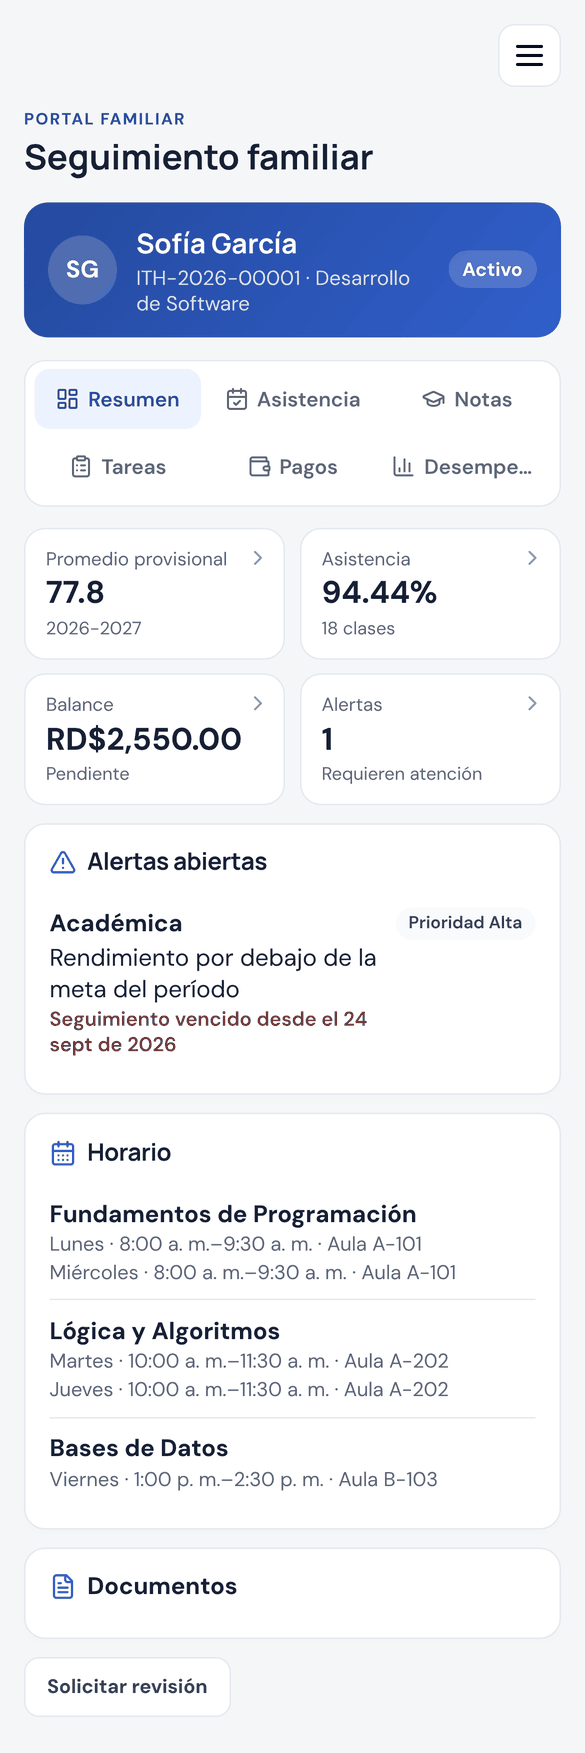 PORTAL FAMILIAR
Seguimiento familiar
SG
Sofía García
ITH-2026-00001 · Desarrollo
de Software
Activo
Resumen
Asistencia
Notas
Tareas
Pagos
Desempe...
Promedio provisional
77.8
2026-2027
Asistencia
94.44%
18 clases
Balance
RD$2,550.00
Pendiente
Alertas
1
Requieren atención
Alertas abiertas
Académica
Prioridad Alta
Rendimiento por debajo de la
meta del período
Seguimiento vencido desde el 24
sept de 2026
Horario
Fundamentos de Programación
Lunes · 8:00 a. m.–9:30 a. m. · Aula A-101
Miércoles · 8:00 a. m.–9:30 a. m. · Aula A-101
Lógica y Algoritmos
Martes · 10:00 a. m.–11:30 a. m. · Aula A-202
Jueves · 10:00 a. m.–11:30 a. m. · Aula A-202
Bases de Datos
Viernes · 1:00 p. m.–2:30 p. m. · Aula B-103
Documentos
Solicitar revisión